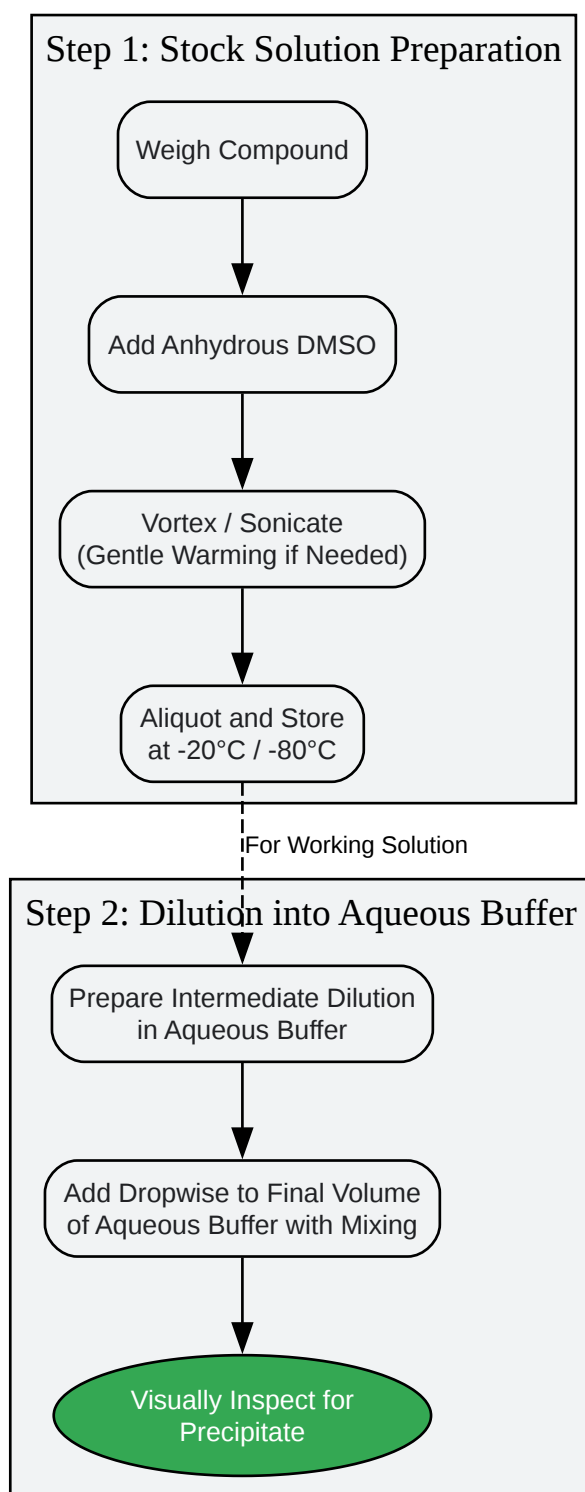 Step 1: Stock Solution Preparation
Weigh Compound
Add Anhydrous DMSO
Vortex / Sonicate
(Gentle Warming if Needed)
Aliquot and Store
at -20°C / -80°C
For Working Solution
Step 2: Dilution into Aqueous Buffer
Prepare Intermediate Dilution
in Aqueous Buffer
Add Dropwise to Final Volume
of Aqueous Buffer with Mixing
Visually Inspect for
Precipitate